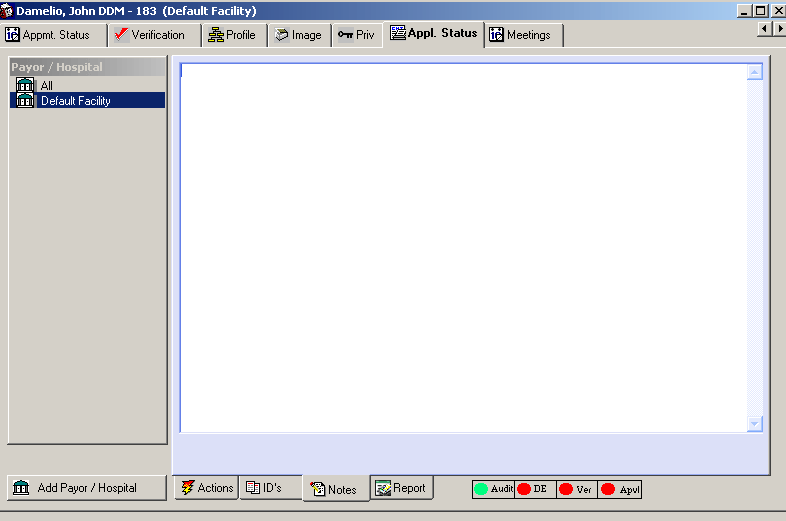 Damelio, John DDM - 183 (Default Facility)
Appmt. Status Verification Profile Image Priv Appl. Status Meetings
Payor / Hospital
All
Default Facility
Add Payor / Hospital
Actions ID's Notes Report Audit DE Ver Apvl